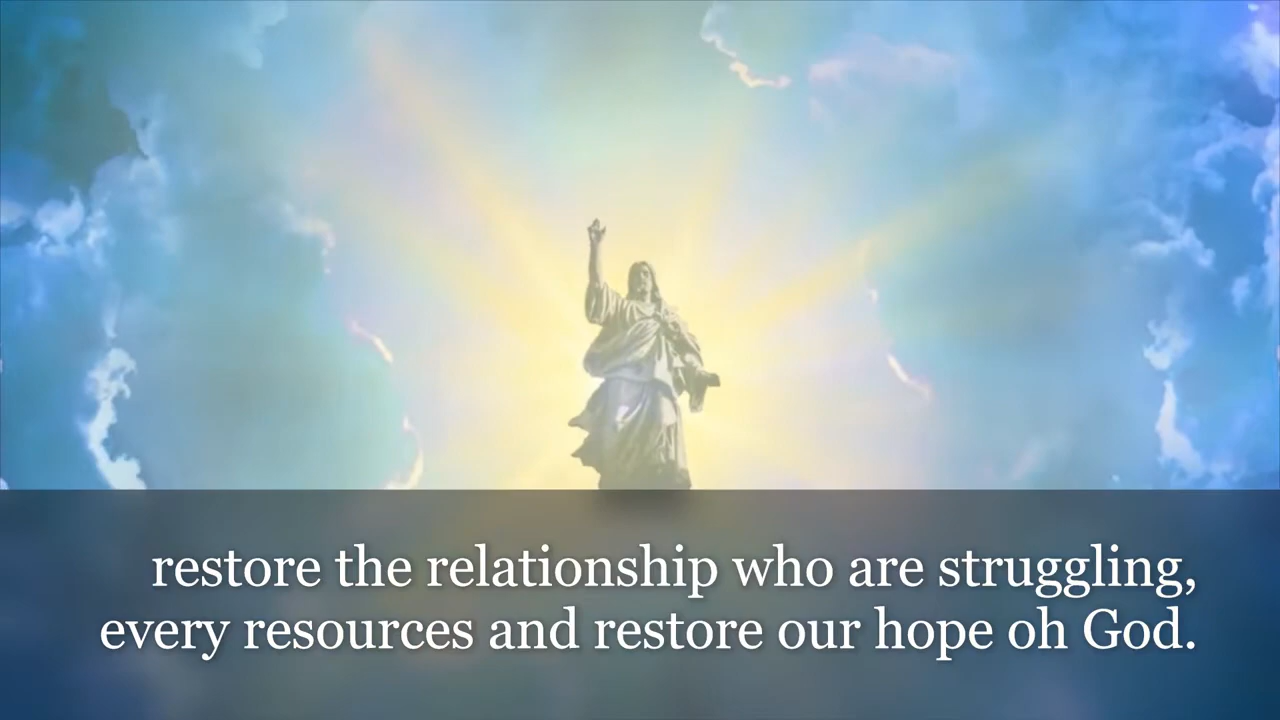 restore the relationship who are struggling,
every resources and restore our hope oh God.